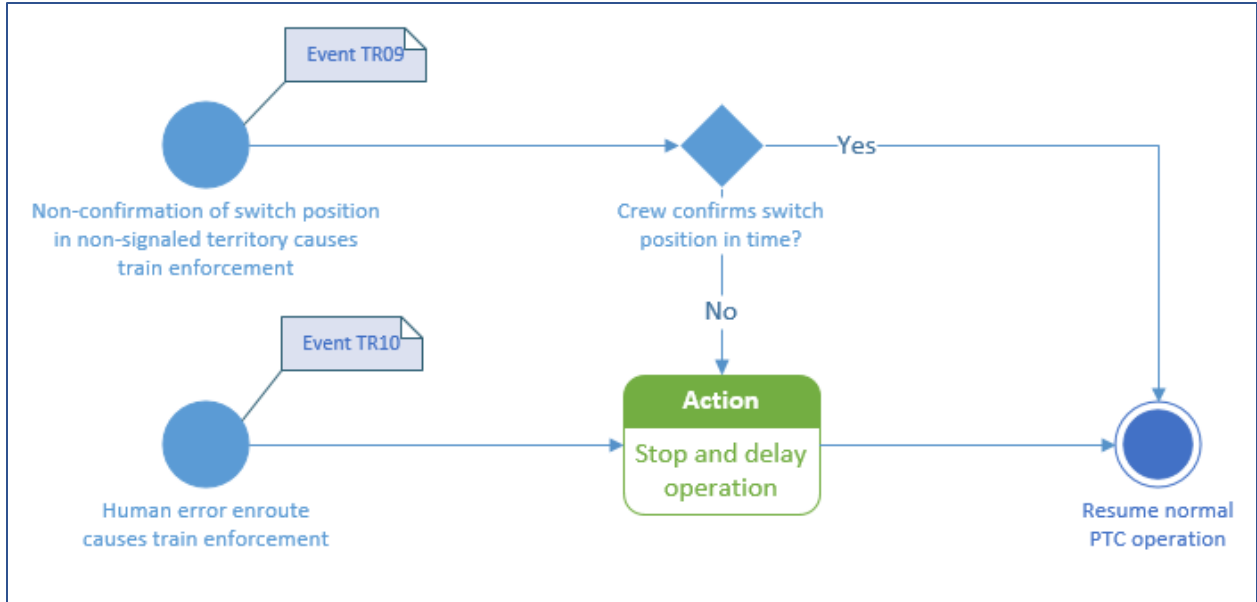 Event TR09
Yes
Non-confirmation of switch position
in non-signaled territory causes
train enforcement
Crew confirms switch
position in time?
No
Event TR10
Action
Stop and delay
operation
Human error enroute
causes train enforcement
Resume normal
PTC operation